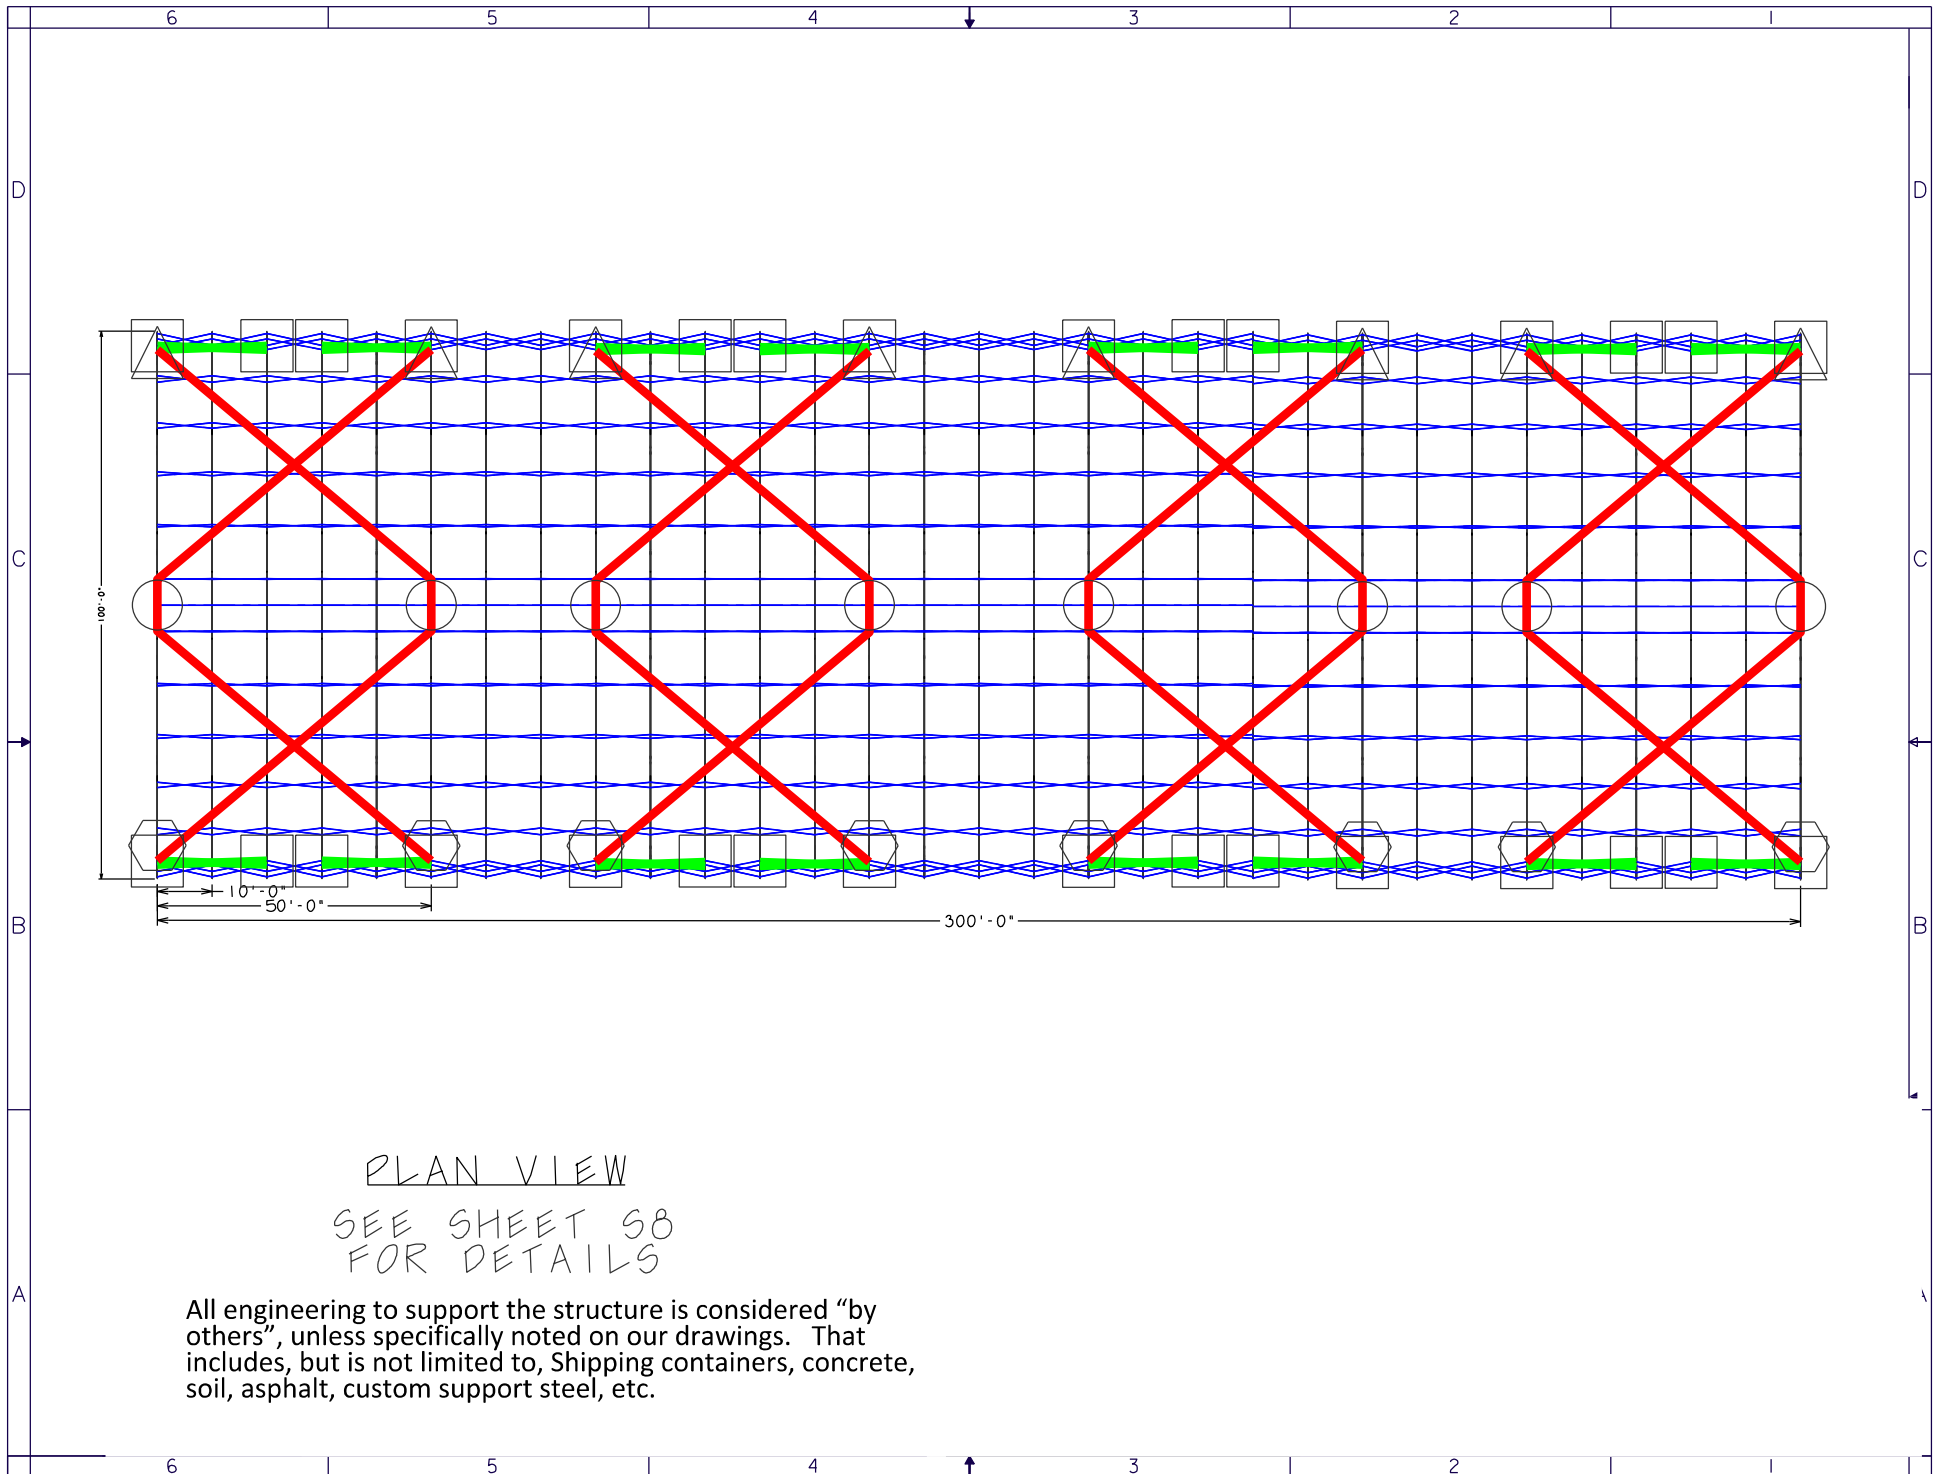 6 5 4 3 2 1
D D
100'-0"
C C
10'-0"
50'-0"
300'-0"
B B
PLAN VIEW
SEE SHEET S8
FOR DETAILS
A
All engineering to support the structure is considered “by
others”, unless specifically noted on our drawings. That
includes, but is not limited to, Shipping containers, concrete,
soil, asphalt, custom support steel, etc.
6 5 4 3 2 1